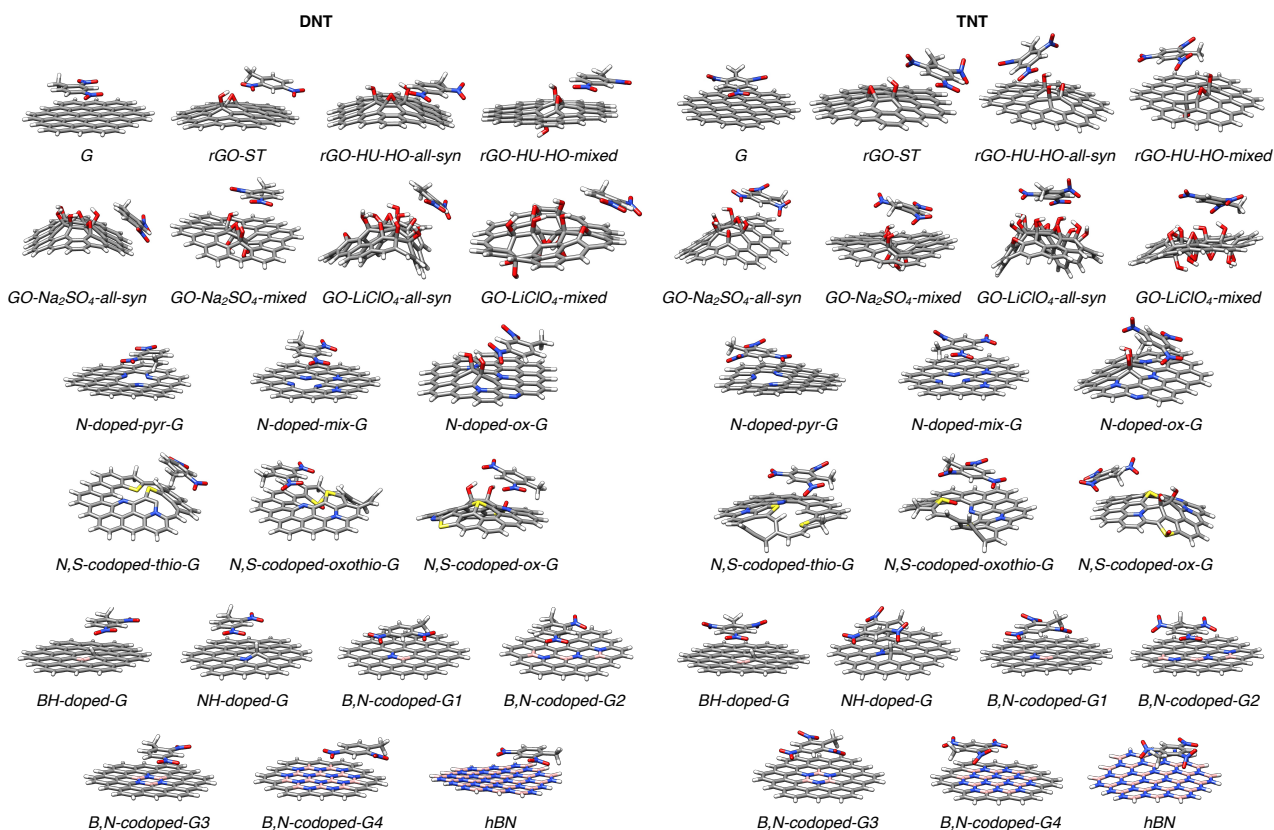 DNT
TNT
G
rGO-ST
rGO-HU-HO-all-syn
rGO-HU-HO-mixed
G
rGO-ST
rGO-HU-HO-all-syn
rGO-HU-HO-mixed
GO-Na₂SO₄-all-syn
GO-Na₂SO₄-mixed
GO-LiClO₄-all-syn
GO-LiClO₄-mixed
GO-Na₂SO₄-all-syn
GO-Na₂SO₄-mixed
GO-LiClO₄-all-syn
GO-LiClO₄-mixed
N-doped-pyr-G
N-doped-mix-G
N-doped-ox-G
N-doped-pyr-G
N-doped-mix-G
N-doped-ox-G
N,S-codoped-thio-G
N,S-codoped-oxothio-G
N,S-codoped-ox-G
N,S-codoped-thio-G
N,S-codoped-oxothio-G
N,S-codoped-ox-G
BH-doped-G
NH-doped-G
B,N-codoped-G1
B,N-codoped-G2
BH-doped-G
NH-doped-G
B,N-codoped-G1
B,N-codoped-G2
B,N-codoped-G3
B,N-codoped-G4
hBN
B,N-codoped-G3
B,N-codoped-G4
hBN